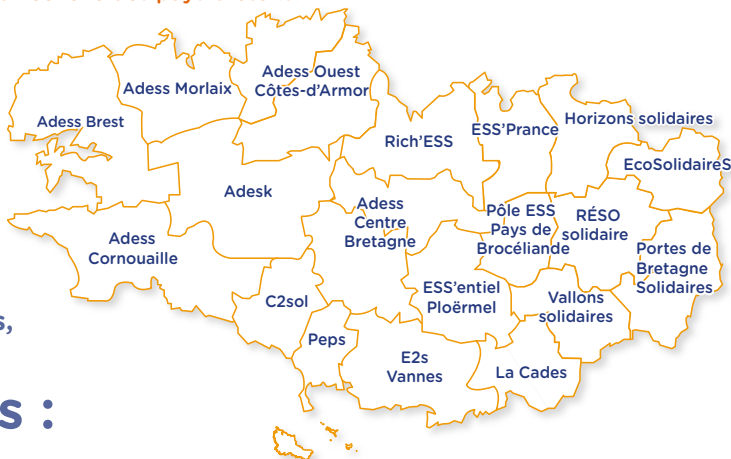 Adess Ouest
Côtes-d'Armor
Adess Morlaix
Adess Brest
Rich'ESS
ESS'Prance
Horizons solidaires
EcoSolidaireS
Adesk
Adess
Centre
Bretagne
Pôle ESS
Pays de
Brocéliande
RÉSO
solidaire
Adess
Cornouaille
Portes de
Bretagne
Solidaires
ESS'entiel
Ploërmel
C2sol
Vallons
solidaires
Peps
E2s
Vannes
La Cades
s,
s :